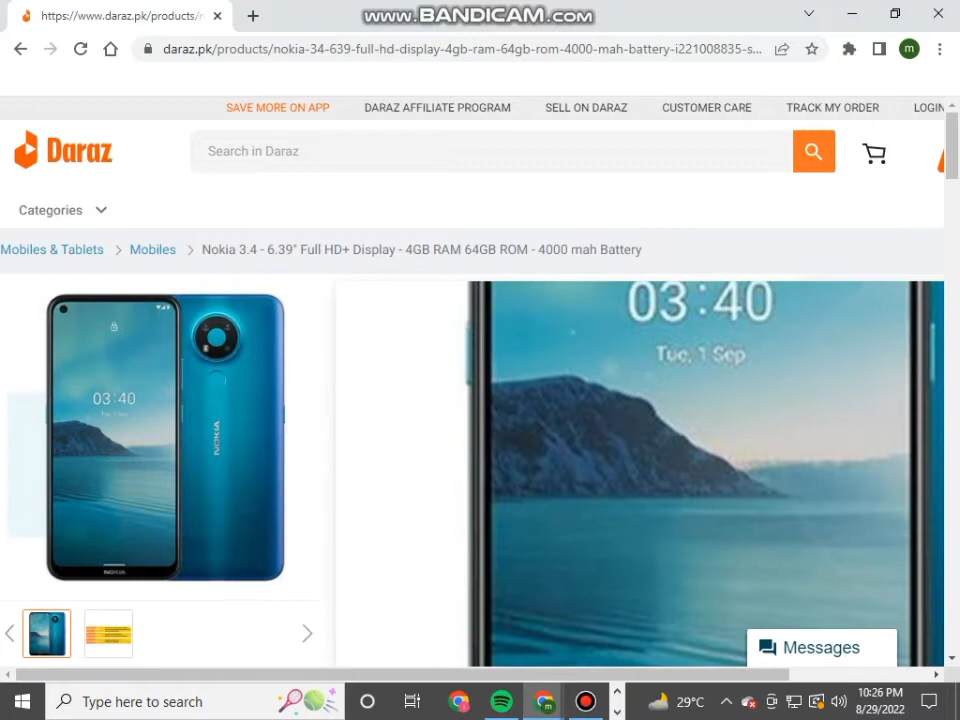 https://www.daraz.pk/products/n
www.BANDICAM.com
daraz.pk/products/nokia-34-639-full-hd-display-4gb-ram-64gb-rom-4000-mah-battery-i221008835-s...
m
SAVE MORE ON APP
DARAZ AFFILIATE PROGRAM
SELL ON DARAZ
CUSTOMER CARE
TRACK MY ORDER
LOGIN
Daraz
Search in Daraz
Categories
Mobiles & Tablets > Mobiles > Nokia 3.4 - 6.39" Full HD+ Display - 4GB RAM 64GB ROM - 4000 mah Battery
03:40
Tue, 1 Sep
NOKIA
NOKIA
03:40
Tue, 1 Sep
Messages
Type here to search
29°C
10:26 PM
8/29/2022